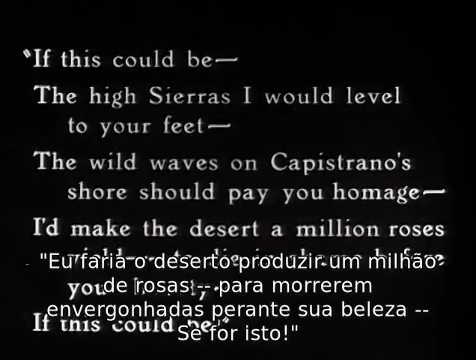 "If this could be—
The high Sierras I would level
to your feet—
The wild waves on Capistrano's
shore should pay you homage—
I'd make the desert a million roses
you
If this could be."
"Eu faria o deserto produzir um milhão
de rosas -- para morrerem
envergonhadas perante sua beleza --
Se for isto!"